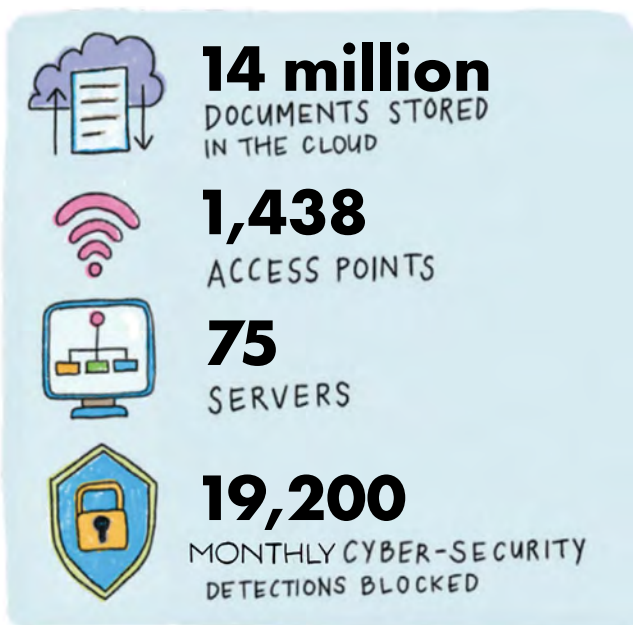 14 million
DOCUMENTS STORED
IN THE CLOUD
1,438
ACCESS POINTS
75
SERVERS
19,200
MONTHLY CYBER-SECURITY
DETECTIONS BLOCKED